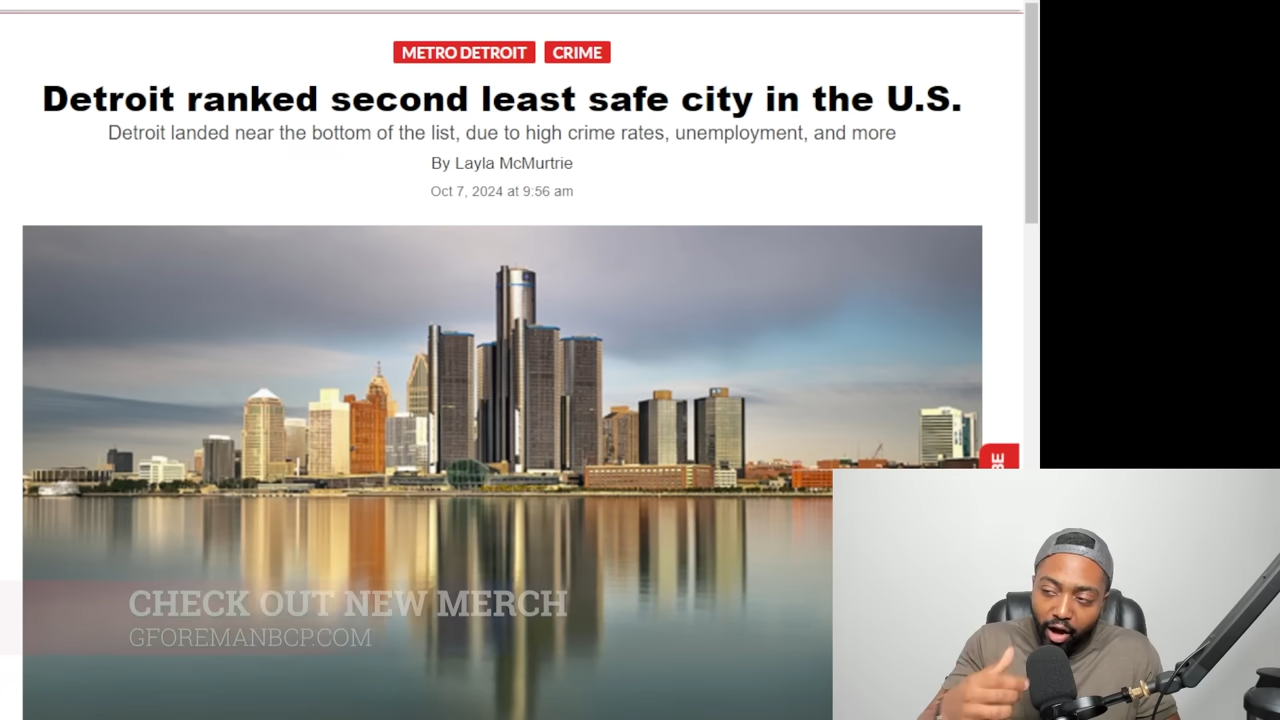 METRO DETROIT CRIME
Detroit ranked second least safe city in the U.S.
Detroit landed near the bottom of the list, due to high crime rates, unemployment, and more
By Layla McMurtrie
Oct 7, 2024 at 9:56 am
BE
CHECK OUT NEW MERCH
GFOREMANBCP.COM